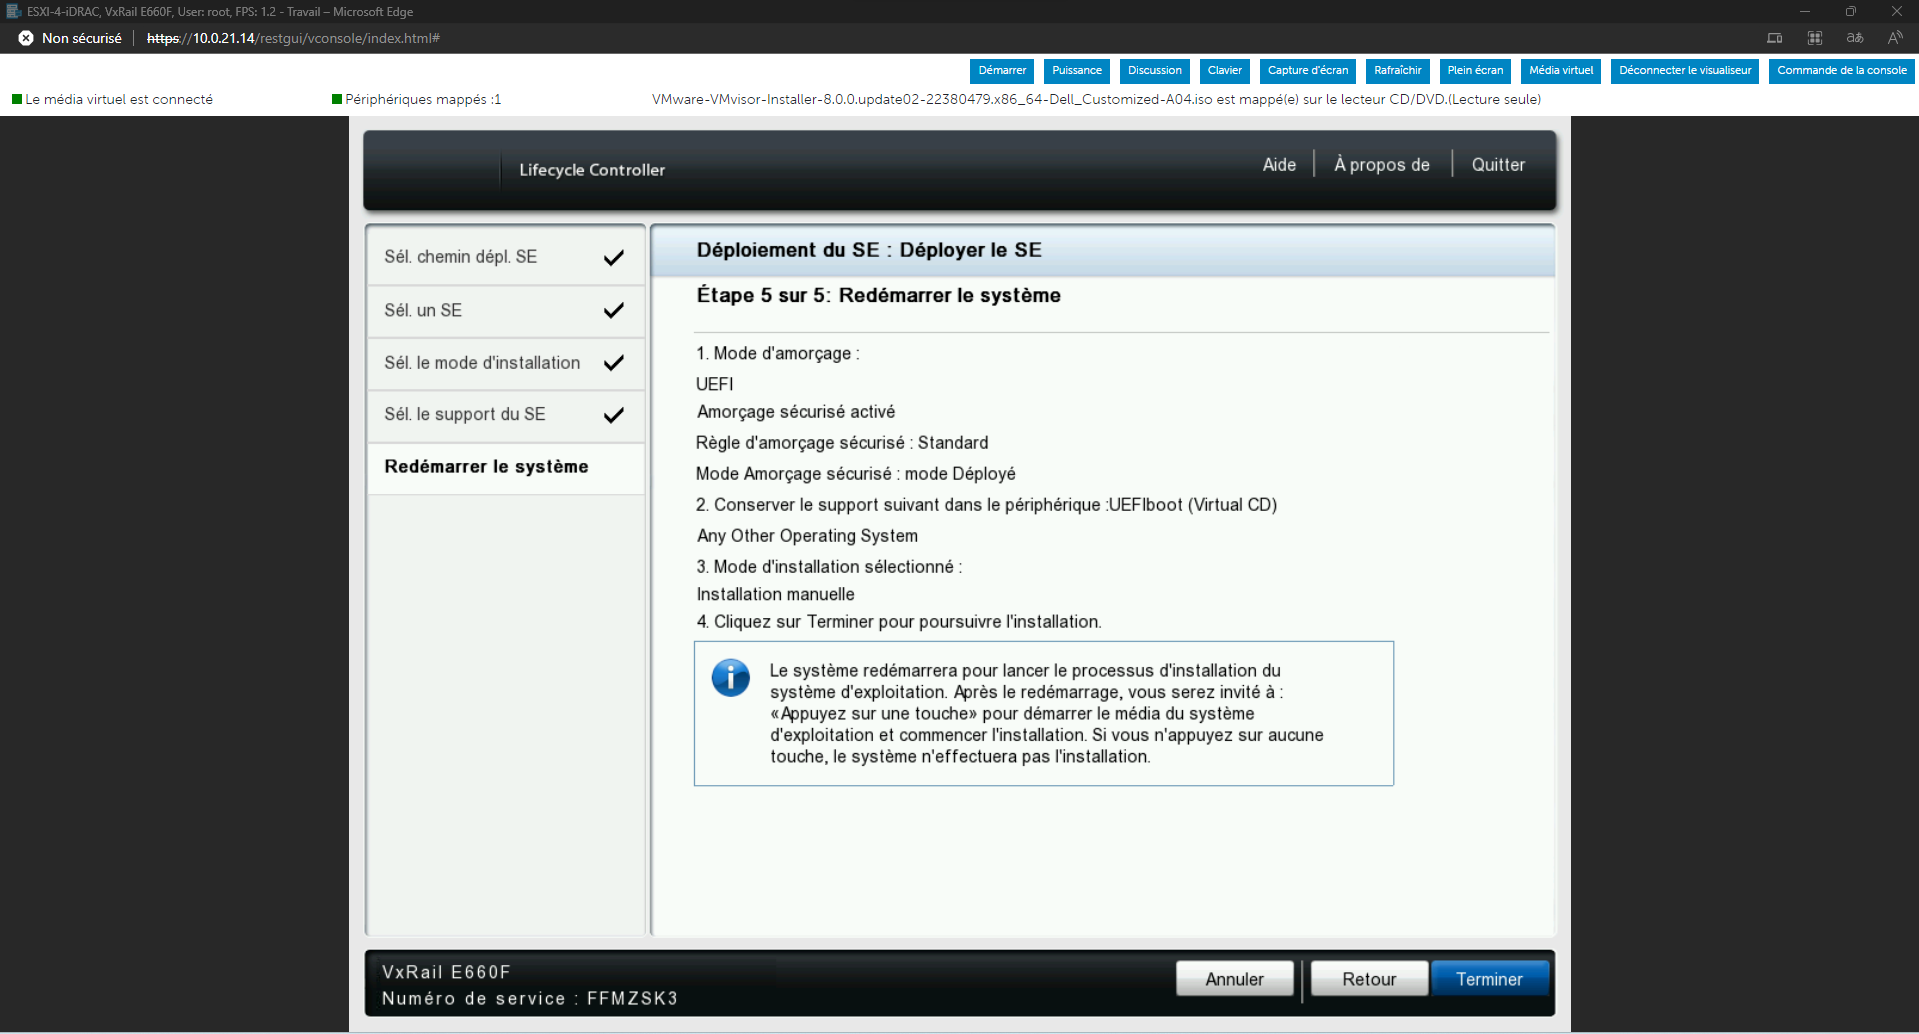 ESXI-4-iDRAC, VxRail E660F, User: root, FPS: 1.2 - Travail – Microsoft Edge
Non sécurisé
https://10.0.21.14/restgui/vconsole/index.html#
Démarrer
Puissance
Discussion
Clavier
Capture d'écran
Rafraîchir
Plein écran
Média virtuel
Déconnecter le visualiseur
Commande de la console
Le média virtuel est connecté
Périphériques mappés :1
VMware-VMvisor-Installer-8.0.0.update02-22380479.x86_64-Dell_Customized-A04.iso est mappé(e) sur le lecteur CD/DVD.(Lecture seule)
Lifecycle Controller
Aide
À propos de
Quitter
Sél. chemin dépl. SE
Sél. un SE
Sél. le mode d'installation
Sél. le support du SE
Redémarrer le système
Déploiement du SE : Déployer le SE
Étape 5 sur 5: Redémarrer le système
1. Mode d'amorçage :
UEFI
Amorçage sécurisé activé
Règle d'amorçage sécurisé : Standard
Mode Amorçage sécurisé : mode Déployé
2. Conserver le support suivant dans le périphérique :UEFIboot (Virtual CD)
Any Other Operating System
3. Mode d'installation sélectionné :
Installation manuelle
4. Cliquez sur Terminer pour poursuivre l'installation.
Le système redémarrera pour lancer le processus d'installation du
système d'exploitation. Après le redémarrage, vous serez invité à :
«Appuyez sur une touche» pour démarrer le média du système
d'exploitation et commencer l'installation. Si vous n'appuyez sur aucune
touche, le système n'effectuera pas l'installation.
VxRail E660F
Numéro de service : FFMZSK3
Annuler
Retour
Terminer